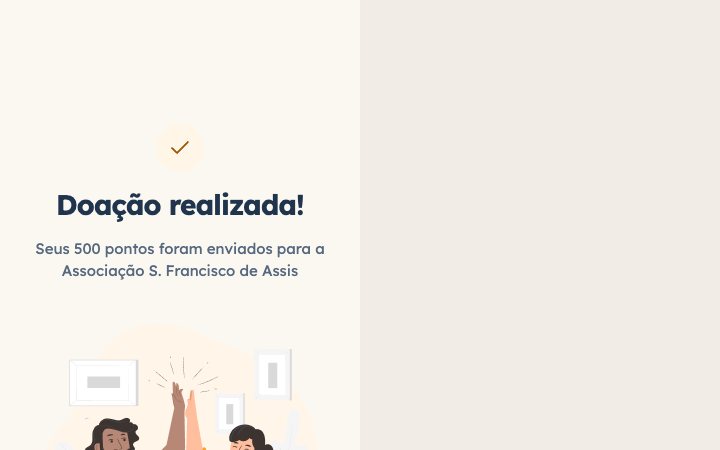 Doação realizada!
Seus 500 pontos foram enviados para a
Associação S. Francisco de Assis